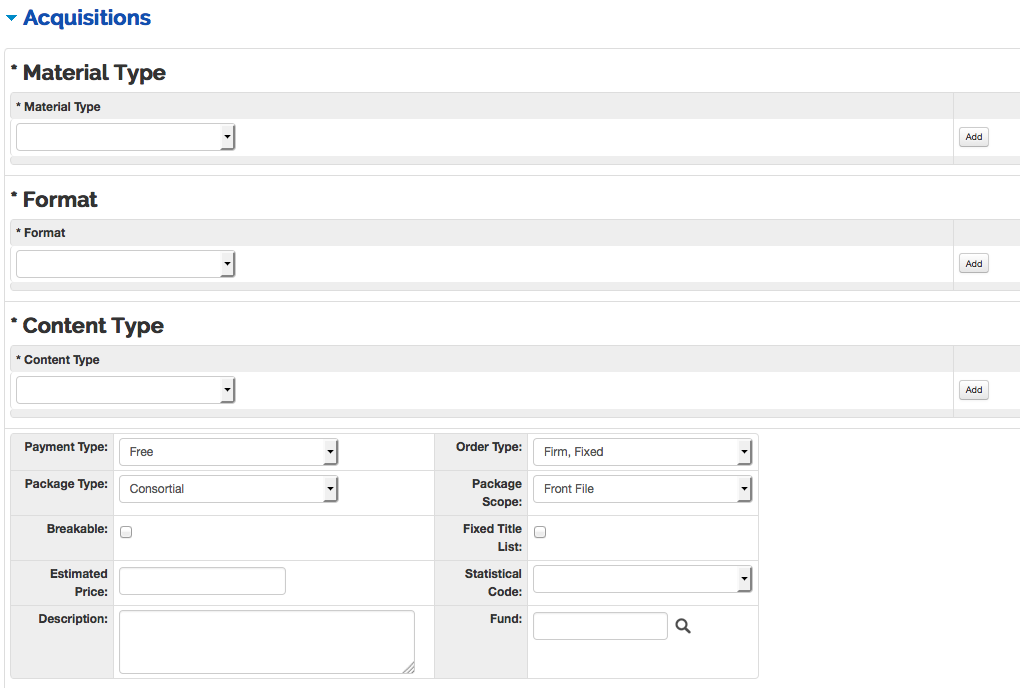 Acquisitions
* Material Type
* Material Type
Add
* Format
* Format
Add
* Content Type
* Content Type
Add
Payment Type: Free Order Type: Firm, Fixed
Package Type: Consortial Package Scope: Front File
Breakable: Fixed Title List:
Estimated Price: Statistical Code:
Description: Fund: